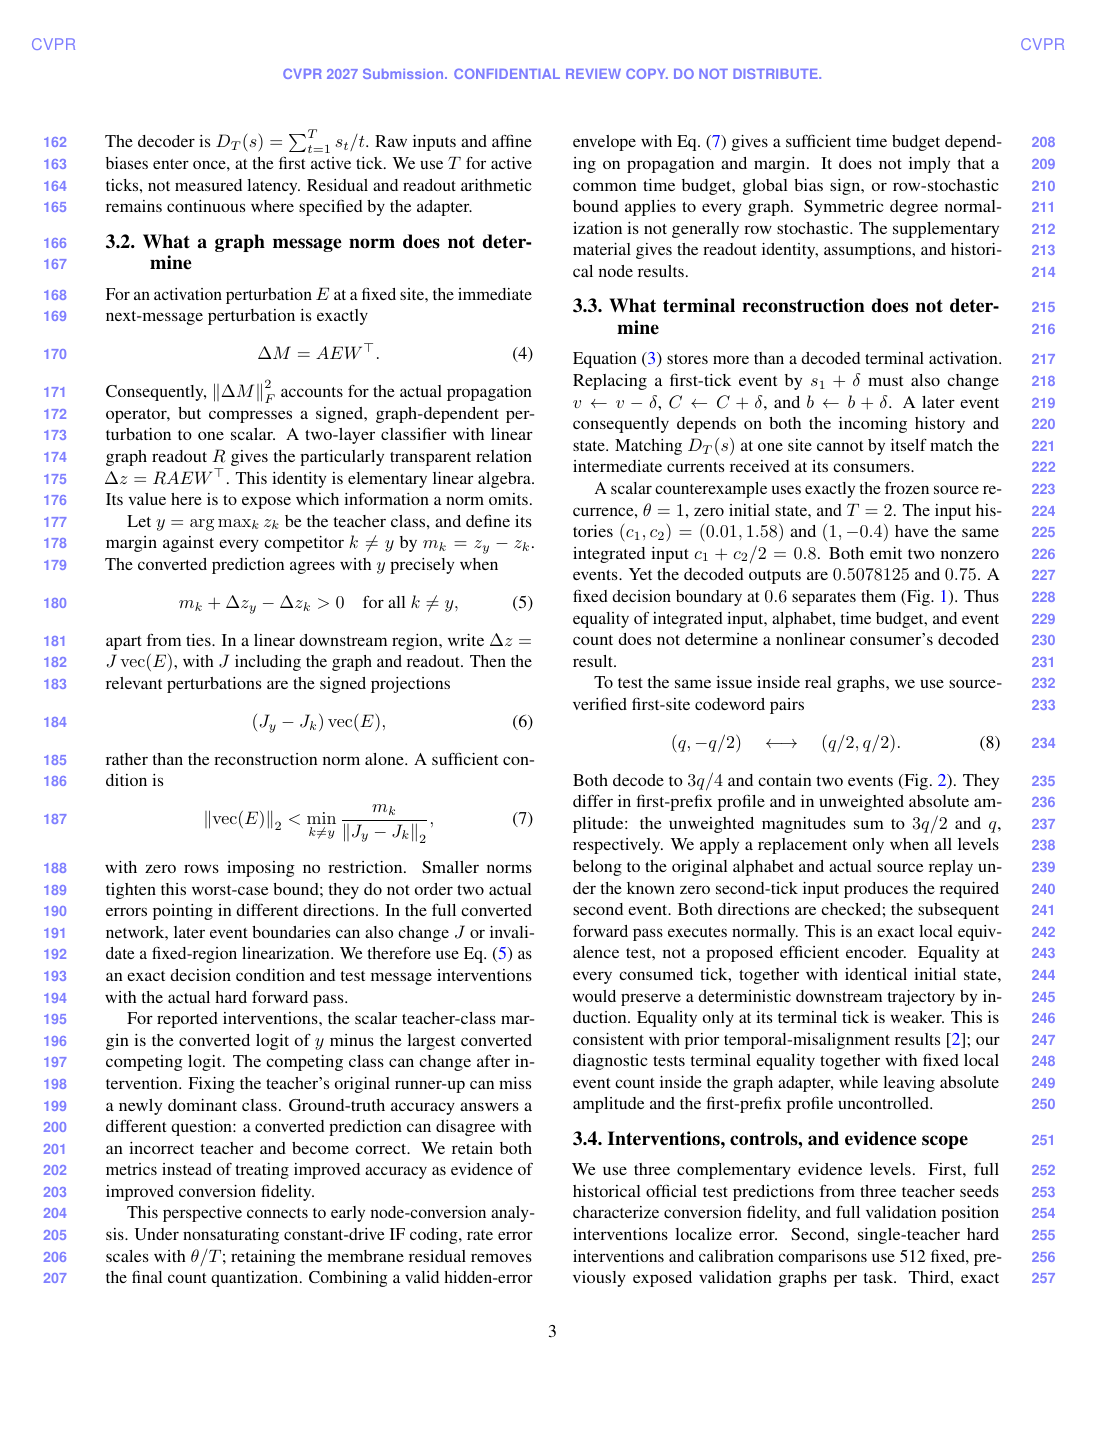 CVPR
CVPR
CVPR 2027 Submission. CONFIDENTIAL REVIEW COPY. DO NOT DISTRIBUTE.
162 The decoder is D_T(s) = ∑_{t=1}^{T} s_t/t. Raw inputs and affine
163 biases enter once, at the first active tick. We use T for active
164 ticks, not measured latency. Residual and readout arithmetic
165 remains continuous where specified by the adapter.
166 3.2. What a graph message norm does not deter-
167 mine
168 For an activation perturbation E at a fixed site, the immediate
169 next-message perturbation is exactly
170 ΔM = AEW^⊤. (4)
171 Consequently, ‖ΔM‖_F^2 accounts for the actual propagation
172 operator, but compresses a signed, graph-dependent per-
173 turbation to one scalar. A two-layer classifier with linear
174 graph readout R gives the particularly transparent relation
175 Δz = RAEW^⊤. This identity is elementary linear algebra.
176 Its value here is to expose which information a norm omits.
177 Let y = arg max_k z_k be the teacher class, and define its
178 margin against every competitor k ≠ y by m_k = z_y − z_k.
179 The converted prediction agrees with y precisely when
180 m_k + Δz_y − Δz_k > 0 for all k ≠ y, (5)
181 apart from ties. In a linear downstream region, write Δz =
182 J vec(E), with J including the graph and readout. Then the
183 relevant perturbations are the signed projections
184 (J_y − J_k) vec(E), (6)
185 rather than the reconstruction norm alone. A sufficient con-
186 dition is
187 ‖vec(E)‖_2 < min_{k≠y} m_k / ‖J_y − J_k‖_2, (7)
188 with zero rows imposing no restriction. Smaller norms
189 tighten this worst-case bound; they do not order two actual
190 errors pointing in different directions. In the full converted
191 network, later event boundaries can also change J or invali-
192 date a fixed-region linearization. We therefore use Eq. (5) as
193 an exact decision condition and test message interventions
194 with the actual hard forward pass.
195 For reported interventions, the scalar teacher-class mar-
196 gin is the converted logit of y minus the largest converted
197 competing logit. The competing class can change after in-
198 tervention. Fixing the teacher's original runner-up can miss
199 a newly dominant class. Ground-truth accuracy answers a
200 different question: a converted prediction can disagree with
201 an incorrect teacher and become correct. We retain both
202 metrics instead of treating improved accuracy as evidence of
203 improved conversion fidelity.
204 This perspective connects to early node-conversion analy-
205 sis. Under nonsaturating constant-drive IF coding, rate error
206 scales with θ/T; retaining the membrane residual removes
207 the final count quantization. Combining a valid hidden-error
envelope with Eq. (7) gives a sufficient time budget depend- 208
ing on propagation and margin. It does not imply that a 209
common time budget, global bias sign, or row-stochastic 210
bound applies to every graph. Symmetric degree normal- 211
ization is not generally row stochastic. The supplementary 212
material gives the readout identity, assumptions, and histori- 213
cal node results. 214
3.3. What terminal reconstruction does not deter- 215
mine 216
Equation (3) stores more than a decoded terminal activation. 217
Replacing a first-tick event by s_1 + δ must also change 218
v ← v − δ, C ← C + δ, and b ← b + δ. A later event 219
consequently depends on both the incoming history and 220
state. Matching D_T(s) at one site cannot by itself match the 221
intermediate currents received at its consumers. 222
A scalar counterexample uses exactly the frozen source re- 223
currence, θ = 1, zero initial state, and T = 2. The input his- 224
tories (c_1, c_2) = (0.01, 1.58) and (1, −0.4) have the same 225
integrated input c_1 + c_2/2 = 0.8. Both emit two nonzero 226
events. Yet the decoded outputs are 0.5078125 and 0.75. A 227
fixed decision boundary at 0.6 separates them (Fig. 1). Thus 228
equality of integrated input, alphabet, time budget, and event 229
count does not determine a nonlinear consumer's decoded 230
result. 231
To test the same issue inside real graphs, we use source- 232
verified first-site codeword pairs 233
(q, −q/2) ⟷ (q/2, q/2). (8) 234
Both decode to 3q/4 and contain two events (Fig. 2). They 235
differ in first-prefix profile and in unweighted absolute am- 236
plitude: the unweighted magnitudes sum to 3q/2 and q, 237
respectively. We apply a replacement only when all levels 238
belong to the original alphabet and actual source replay un- 239
der the known zero second-tick input produces the required 240
second event. Both directions are checked; the subsequent 241
forward pass executes normally. This is an exact local equiv- 242
alence test, not a proposed efficient encoder. Equality at 243
every consumed tick, together with identical initial state, 244
would preserve a deterministic downstream trajectory by in- 245
duction. Equality only at its terminal tick is weaker. This is 246
consistent with prior temporal-misalignment results [2]; our 247
diagnostic tests terminal equality together with fixed local 248
event count inside the graph adapter, while leaving absolute 249
amplitude and the first-prefix profile uncontrolled. 250
3.4. Interventions, controls, and evidence scope 251
We use three complementary evidence levels. First, full 252
historical official test predictions from three teacher seeds 253
characterize conversion fidelity, and full validation position 254
interventions localize error. Second, single-teacher hard 255
interventions and calibration comparisons use 512 fixed, pre- 256
viously exposed validation graphs per task. Third, exact 257
3